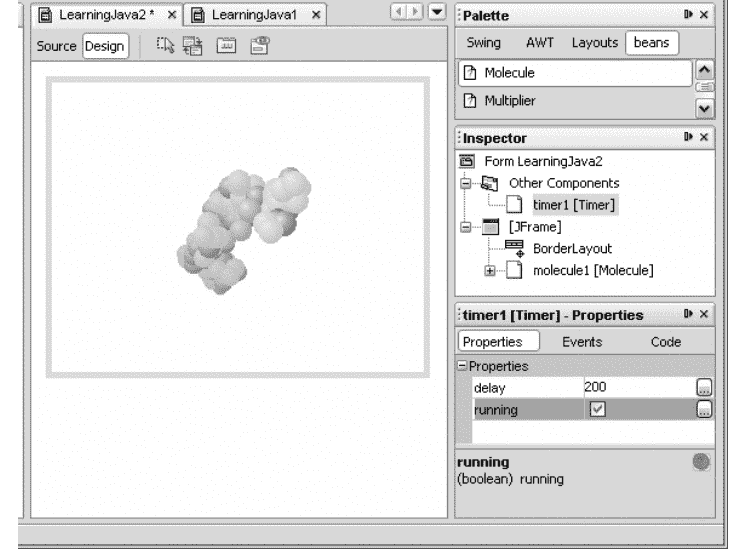 LearningJava2 * × LearningJava1 ×
Source Design
Palette
Swing AWT Layouts beans
Molecule
Multiplier
Inspector
Form LearningJava2
Other Components
timer1 [Timer]
[JFrame]
BorderLayout
molecule1 [Molecule]
timer1 [Timer] - Properties
Properties Events Code
Properties
delay 200
running
running
(boolean) running